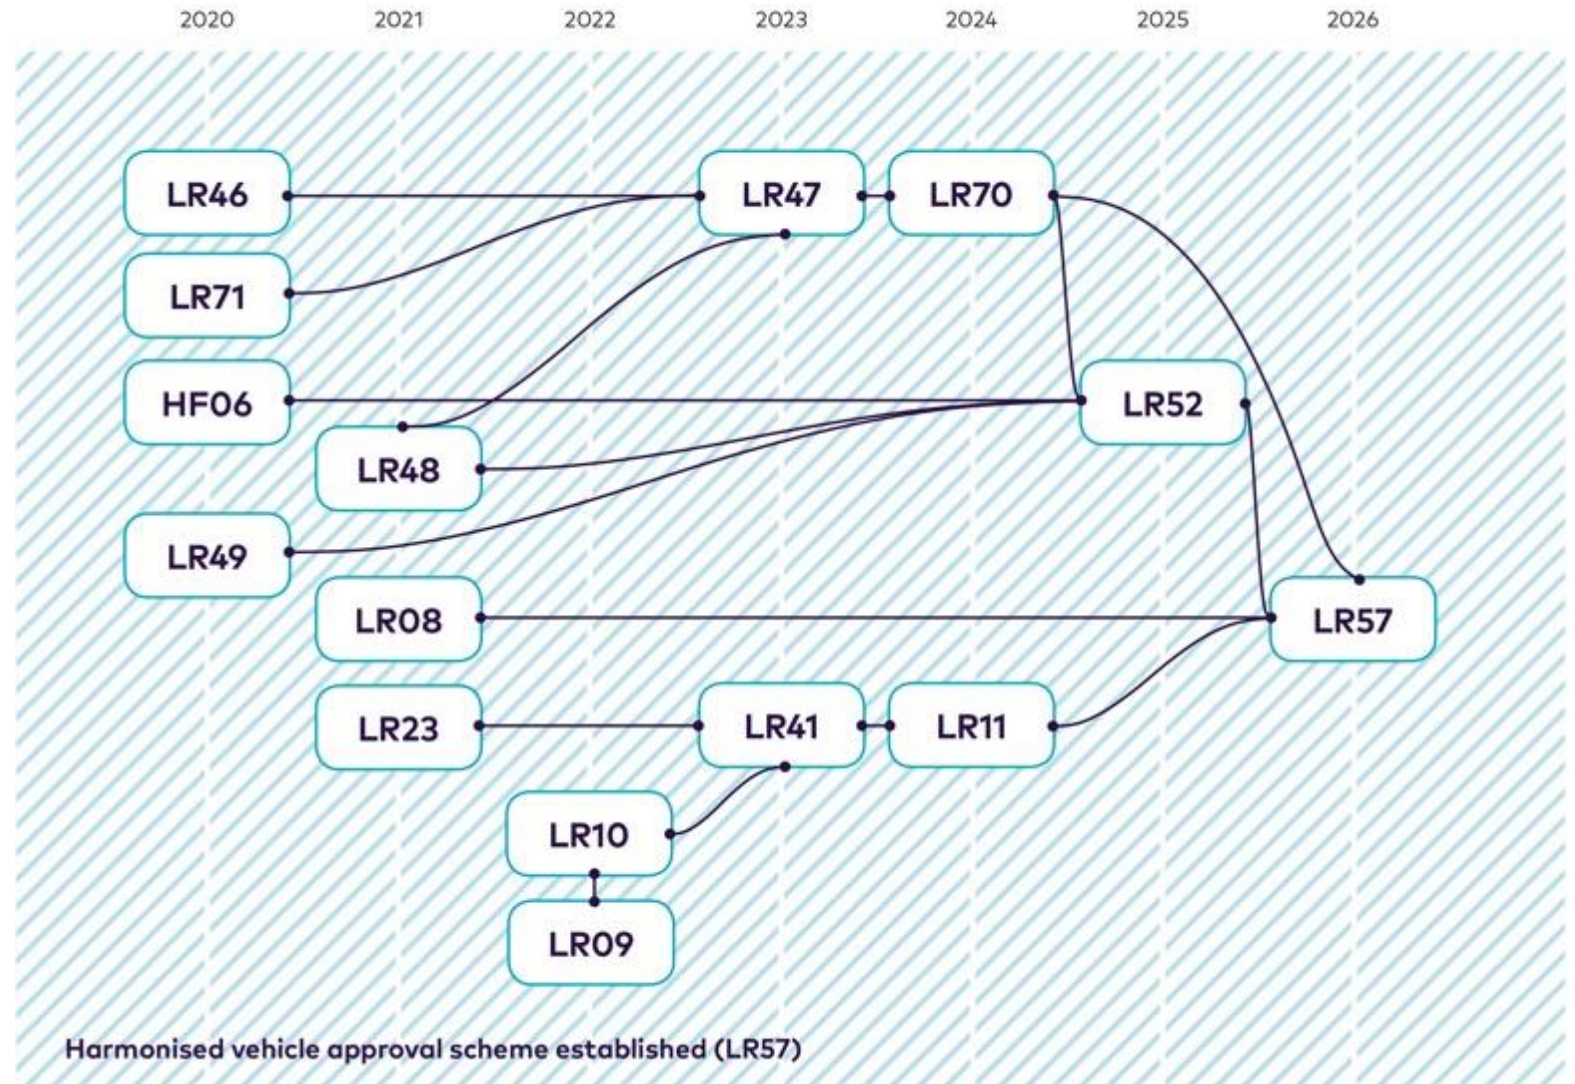 2020 2021 2022 2023 2024 2025 2026
LR46 LR47 LR70
LR71
HF06 LR52
LR48
LR49
LR08 LR57
LR23 LR41 LR11
LR10
LR09
Harmonised vehicle approval scheme established (LR57)